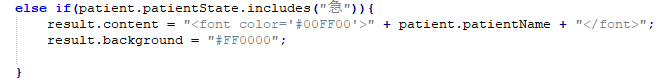 else if(patient.patientState.includes("急")){
result.content = "<font color='#00FF00'>" + patient.patientName + "</font>";
result.background = "#FF0000";
}